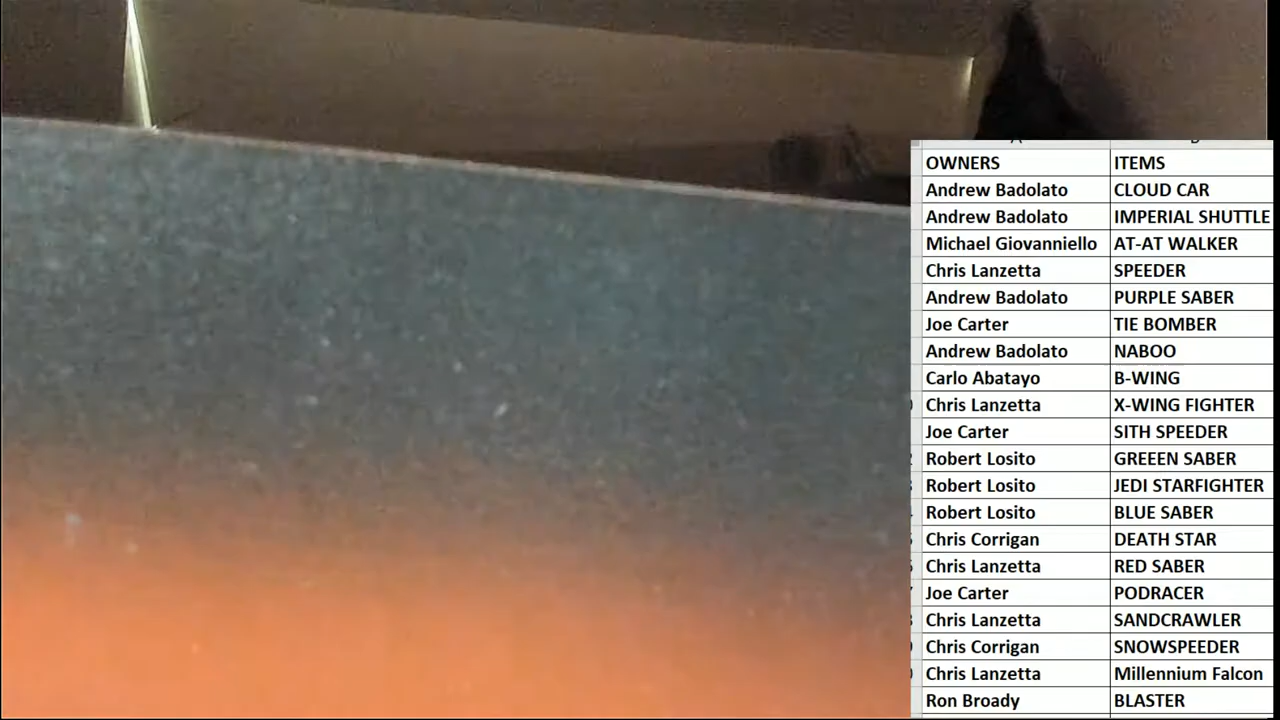 OWNERS ITEMS
Andrew Badolato CLOUD CAR
Andrew Badolato IMPERIAL SHUTTLE
Michael Giovanniello AT-AT WALKER
Chris Lanzetta SPEEDER
Andrew Badolato PURPLE SABER
Joe Carter TIE BOMBER
Andrew Badolato NABOO
Carlo Abatayo B-WING
Chris Lanzetta X-WING FIGHTER
Joe Carter SITH SPEEDER
Robert Losito GREEEN SABER
Robert Losito JEDI STARFIGHTER
Robert Losito BLUE SABER
Chris Corrigan DEATH STAR
Chris Lanzetta RED SABER
Joe Carter PODRACER
Chris Lanzetta SANDCRAWLER
Chris Corrigan SNOWSPEEDER
Chris Lanzetta Millennium Falcon
Ron Broady BLASTER